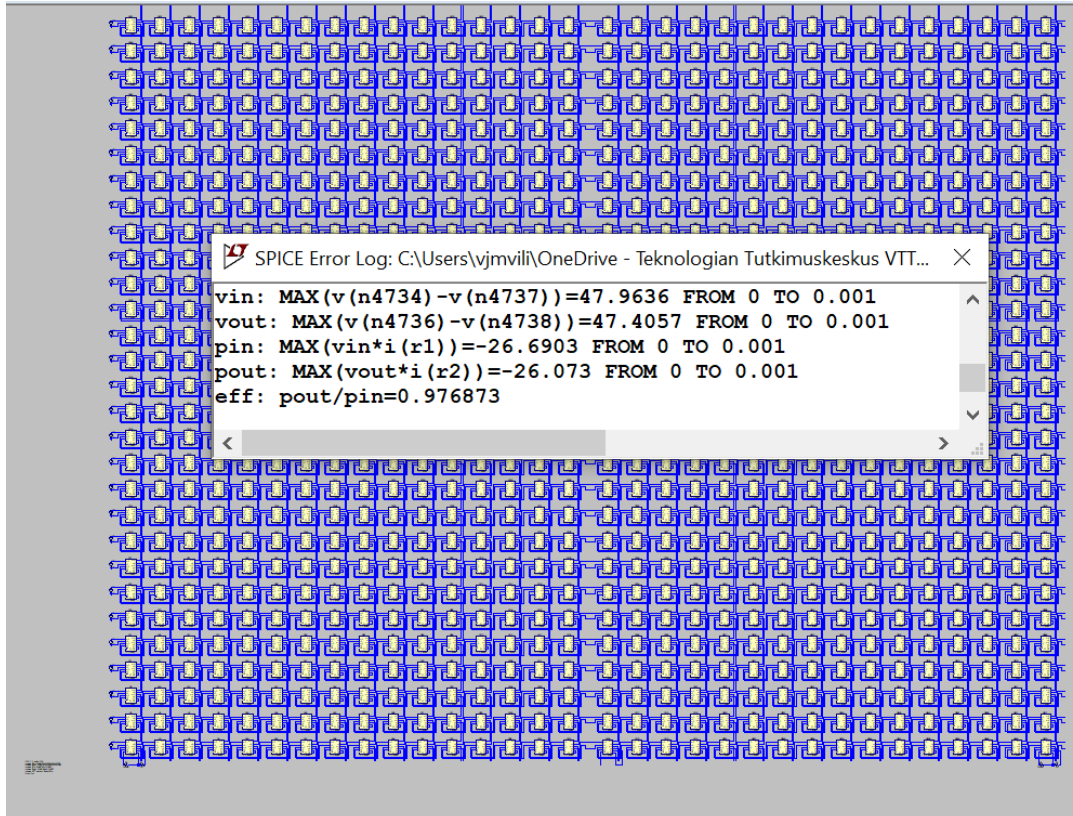 SPICE Error Log: C:\Users\vjmvili\OneDrive - Teknologian Tutkimuskeskus VTT...
vin: MAX(v(n4734)-v(n4737))=47.9636 FROM 0 TO 0.001
vout: MAX(v(n4736)-v(n4738))=47.4057 FROM 0 TO 0.001
pin: MAX(vin*i(r1))=-26.6903 FROM 0 TO 0.001
pout: MAX(vout*i(r2))=-26.073 FROM 0 TO 0.001
eff: pout/pin=0.976873